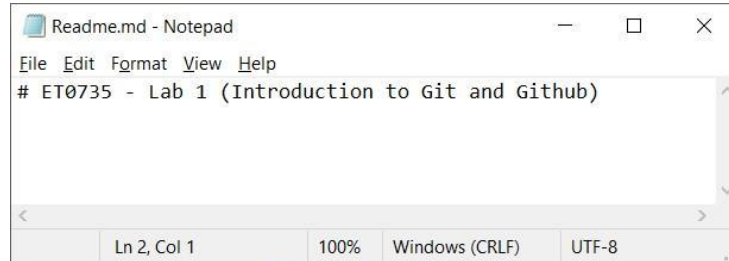 Readme.md - Notepad
File Edit Format View Help
# ET0735 - Lab 1 (Introduction to Git and Github)
Ln 2, Col 1 100% Windows (CRLF) UTF-8